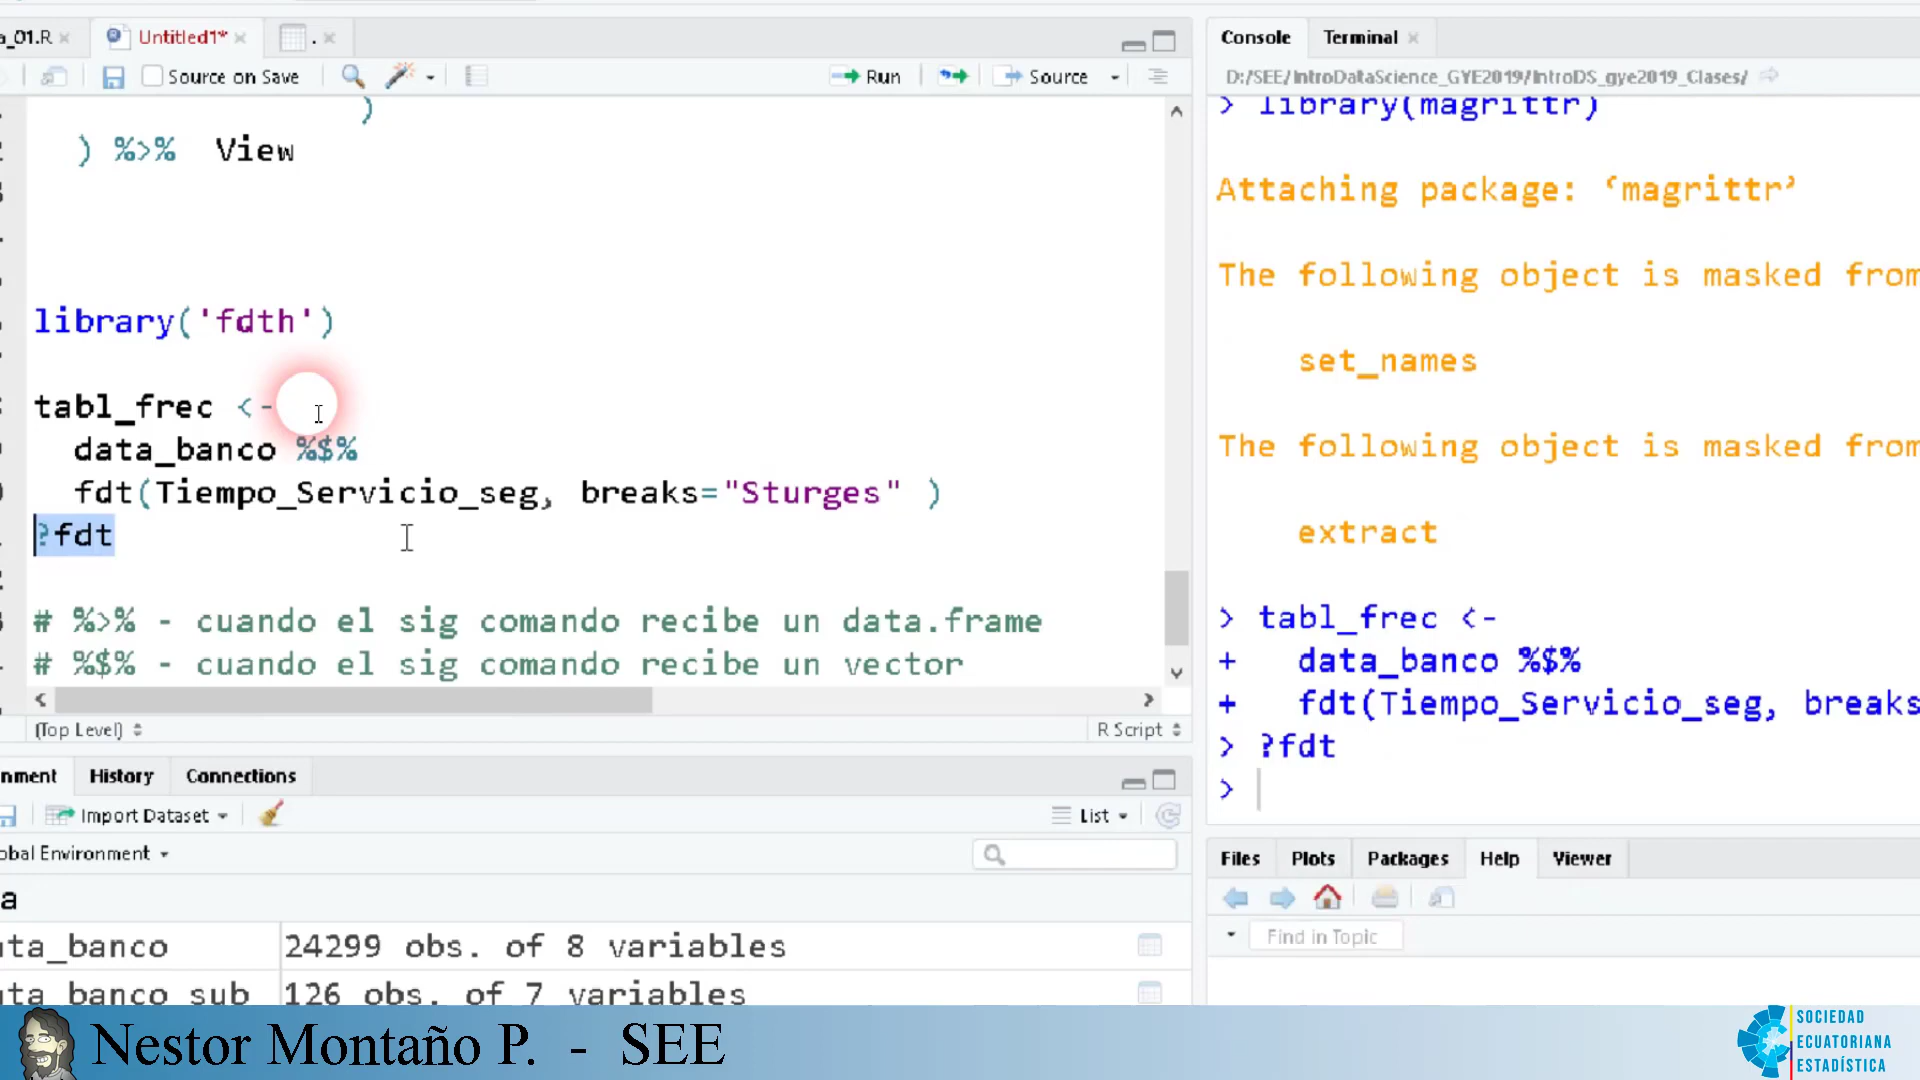 a_01.R
Untitled1*
.
Source on Save
Run
Source
)
) %>% View
library('fdth')
tabl_frec <-
data_banco %$%
fdt(Tiempo_Servicio_seg, breaks="Sturges" )
?fdt
# %>% - cuando el sig comando recibe un data.frame
# %$% - cuando el sig comando recibe un vector
(Top Level)
R Script
nment
History
Connections
Import Dataset
List
obal Environment
a
ata_banco
24299 obs. of 8 variables
ata_banco_sub
126 obs. of 7 variables
Console
Terminal
D:/SEE/IntroDataScience_GYE2019/IntroDS_gye2019_Clases/
> library(magrittr)
Attaching package: ‘magrittr’
The following object is masked from
set_names
The following object is masked from
extract
> tabl_frec <-
+ data_banco %$%
+ fdt(Tiempo_Servicio_seg, breaks
> ?fdt
>
Files
Plots
Packages
Help
Viewer
Find in Topic
Nestor Montaño P. - SEE
SOCIEDAD
ECUATORIANA
ESTADÍSTICA